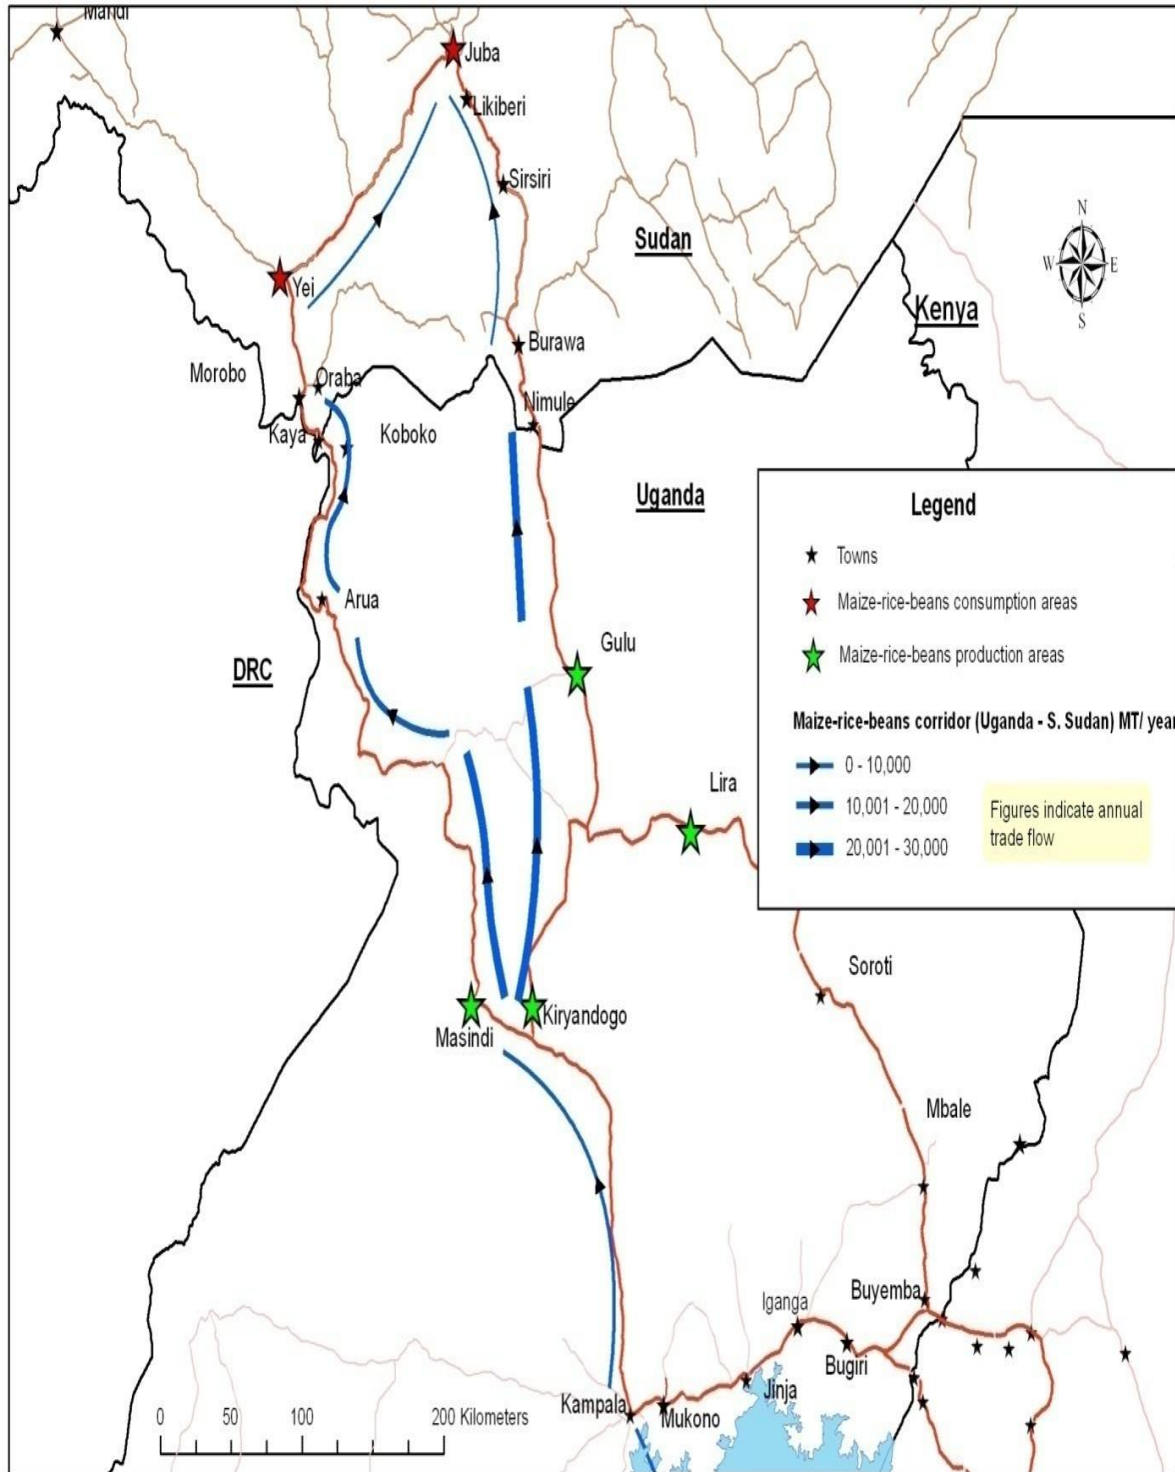 Maridi
Juba
Likiberi
Sirsiri
Sudan
N
W
E
S
Yei
Kenya
Burawa
Morobo
Oraba
Nimule
Kaya
Koboko
Uganda
Legend
Towns
Maize-rice-beans consumption areas
Maize-rice-beans production areas
Maize-rice-beans corridor (Uganda - S. Sudan) MT/ year
0 - 10,000
10,001 - 20,000
20,001 - 30,000
Figures indicate annual
trade flow
Arua
Gulu
DRC
Lira
Soroti
Kiryandogo
Masindi
Mbale
Buyemba
Iganga
Bugiri
Jinja
Kampala
Mukono
0 50 100 200 Kilometers